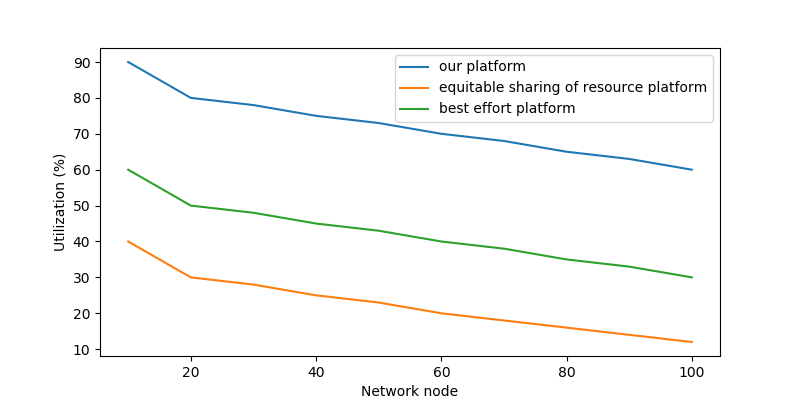 our platform
equitable sharing of resource platform
best effort platform
90
80
70
60
50
40
30
20
10
Utilization (%)
20 40 60 80 100
Network node